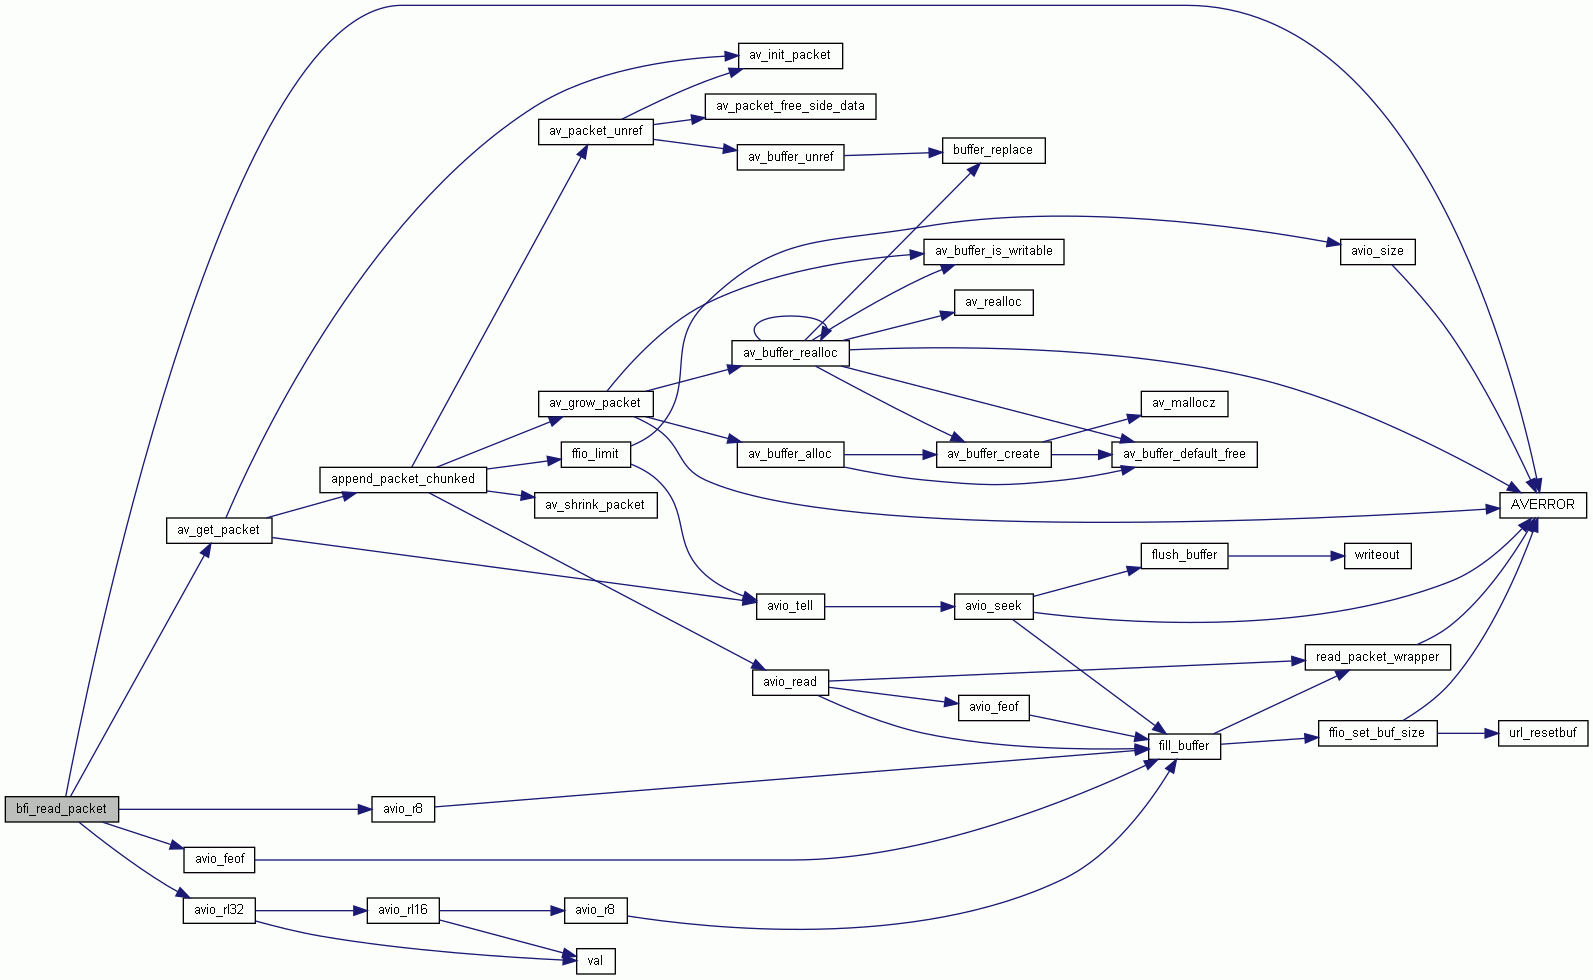 av_init_packet
av_packet_free_side_data
av_packet_unref
buffer_replace
av_buffer_unref
av_buffer_is_writable
avio_size
av_realloc
av_buffer_realloc
av_grow_packet
av_mallocz
ffio_limit
av_buffer_alloc
av_buffer_create
av_buffer_default_free
append_packet_chunked
av_shrink_packet
AVERROR
av_get_packet
flush_buffer
writeout
avio_tell
avio_seek
read_packet_wrapper
avio_read
avio_feof
ffio_set_buf_size
url_resetbuf
fill_buffer
bfi_read_packet
avio_r8
avio_feof
avio_rl32
avio_rl16
avio_r8
val